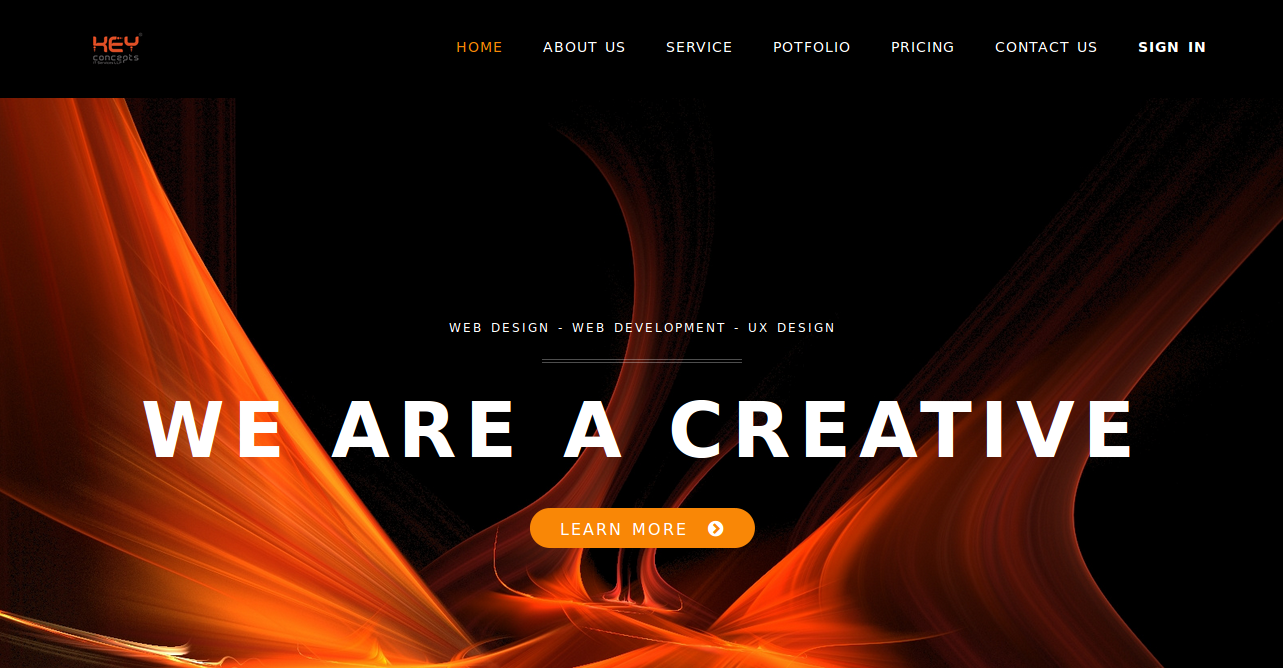 KEY
concepts
HOME ABOUT US SERVICE POTFOLIO PRICING CONTACT US SIGN IN
WEB DESIGN - WEB DEVELOPMENT - UX DESIGN
WE ARE A CREATIVE
LEARN MORE